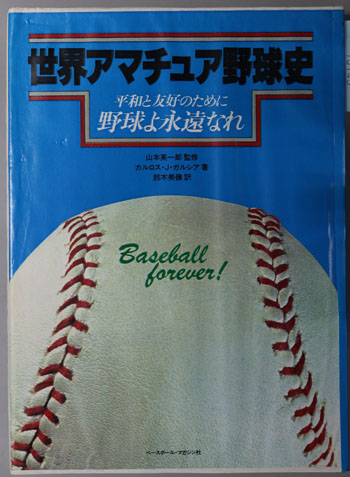 世界アマチュア野球史
平和と友好のために
野球よ永遠なれ
山本英一郎 監修
カルロス・J・ガルシア 著
鈴木美嶺 訳
Baseball
forever!
ベースボール・マガジン社